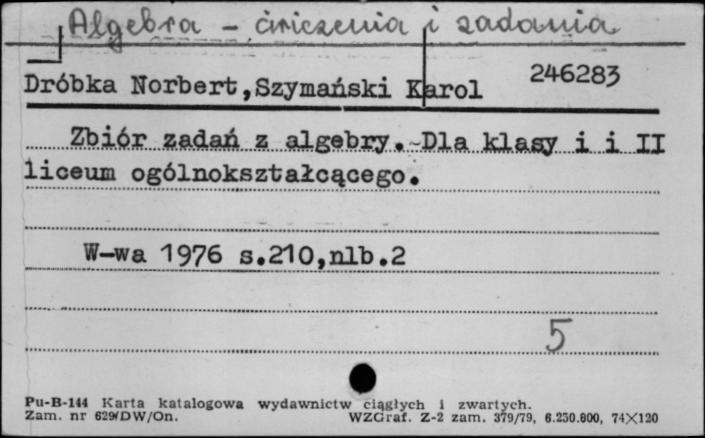 Algebra - ćwiczenia i zadania
Dróbka Norbert,Szymański Karol 246283
Zbiór zadań z algebry.-Dla klasy i i II
liceum ogólnokształcącego.
W-wa 1976 s.210,nlb.2
5
Pu-B-144 Karta katalogowa wydawnictw ciągłych i zwartych.
Zam. nr 629/DW/On. WZGraf. Z-2 zam. 379/79, 6.250.000, 74X120